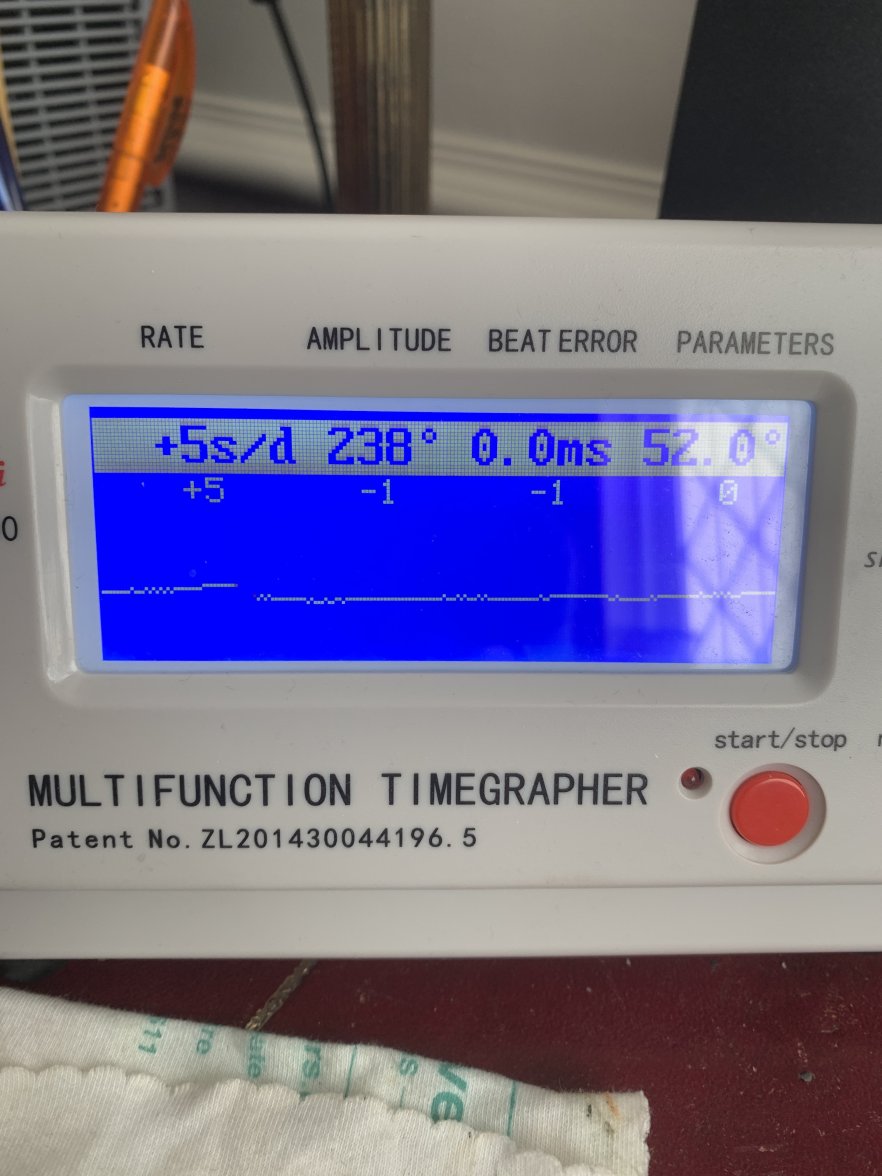 RATE AMPLITUDE BEAT ERROR PARAMETERS
+5s/d 238° 0.0ms 52.0°
+5 -1 -1 0
start/stop
MULTIFUNCTION TIMEGRAPHER
Patent No. ZL201430044196.5